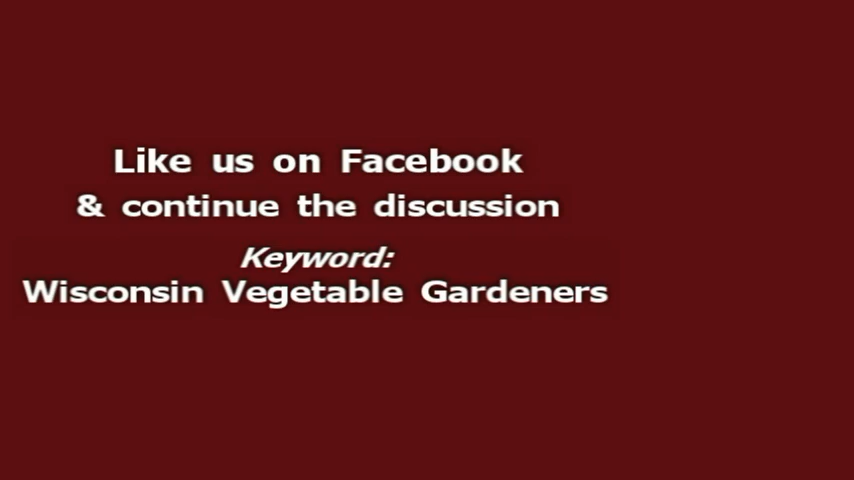 Like us on Facebook
& continue the discussion
Keyword:
Wisconsin Vegetable Gardeners